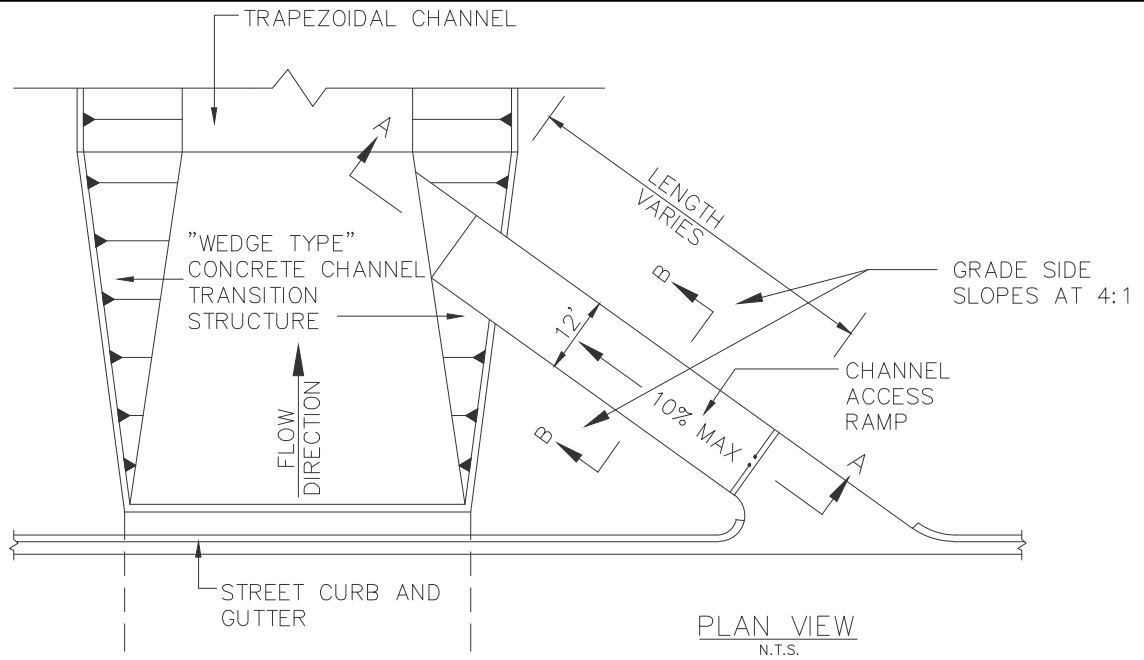 TRAPEZOIDAL CHANNEL
A
LENGTH
VARIES
"WEDGE TYPE"
CONCRETE CHANNEL
TRANSITION
STRUCTURE
B
GRADE SIDE
SLOPES AT 4:1
12'
CHANNEL
ACCESS
RAMP
10% MAX
FLOW
DIRECTION
B
A
STREET CURB AND
GUTTER
PLAN VIEW
N.T.S.